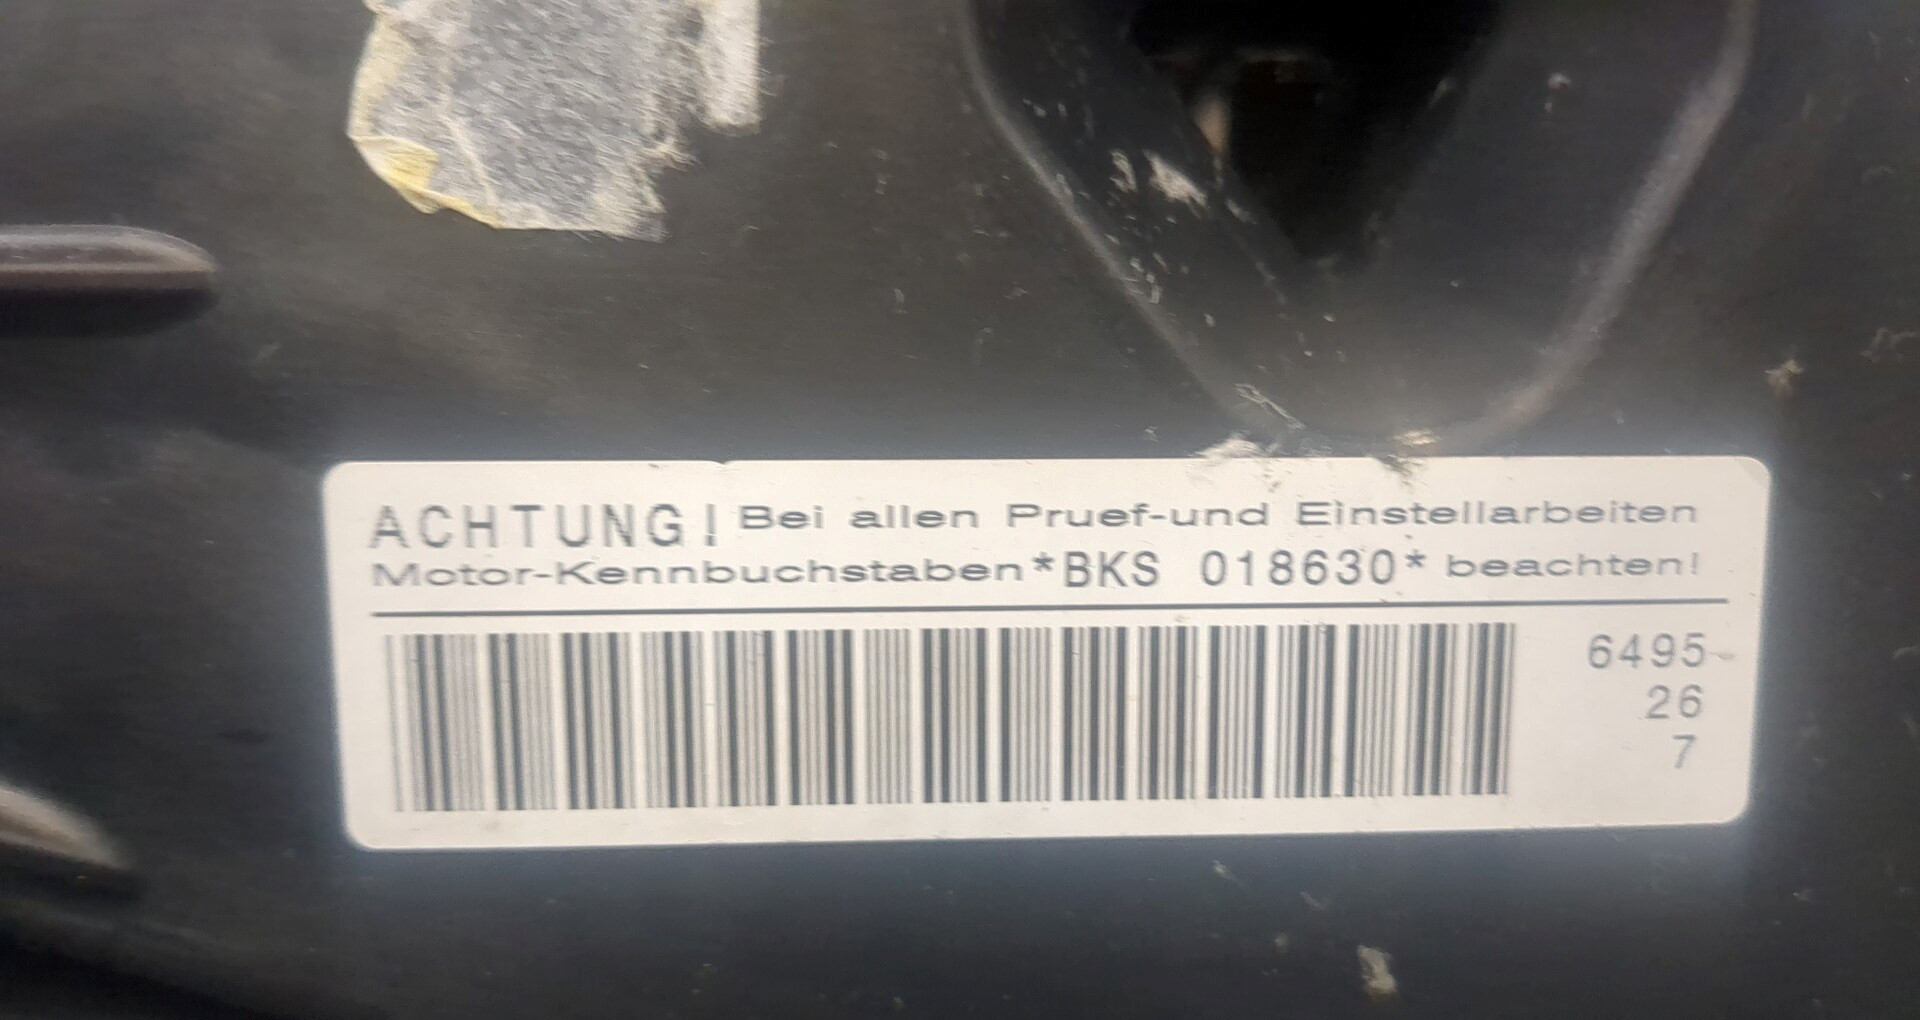 ACHTUNG! Bei allen Pruef-und Einstellarbeiten
Motor-Kennbuchstaben*BKS 018630* beachten!
6495
26
7